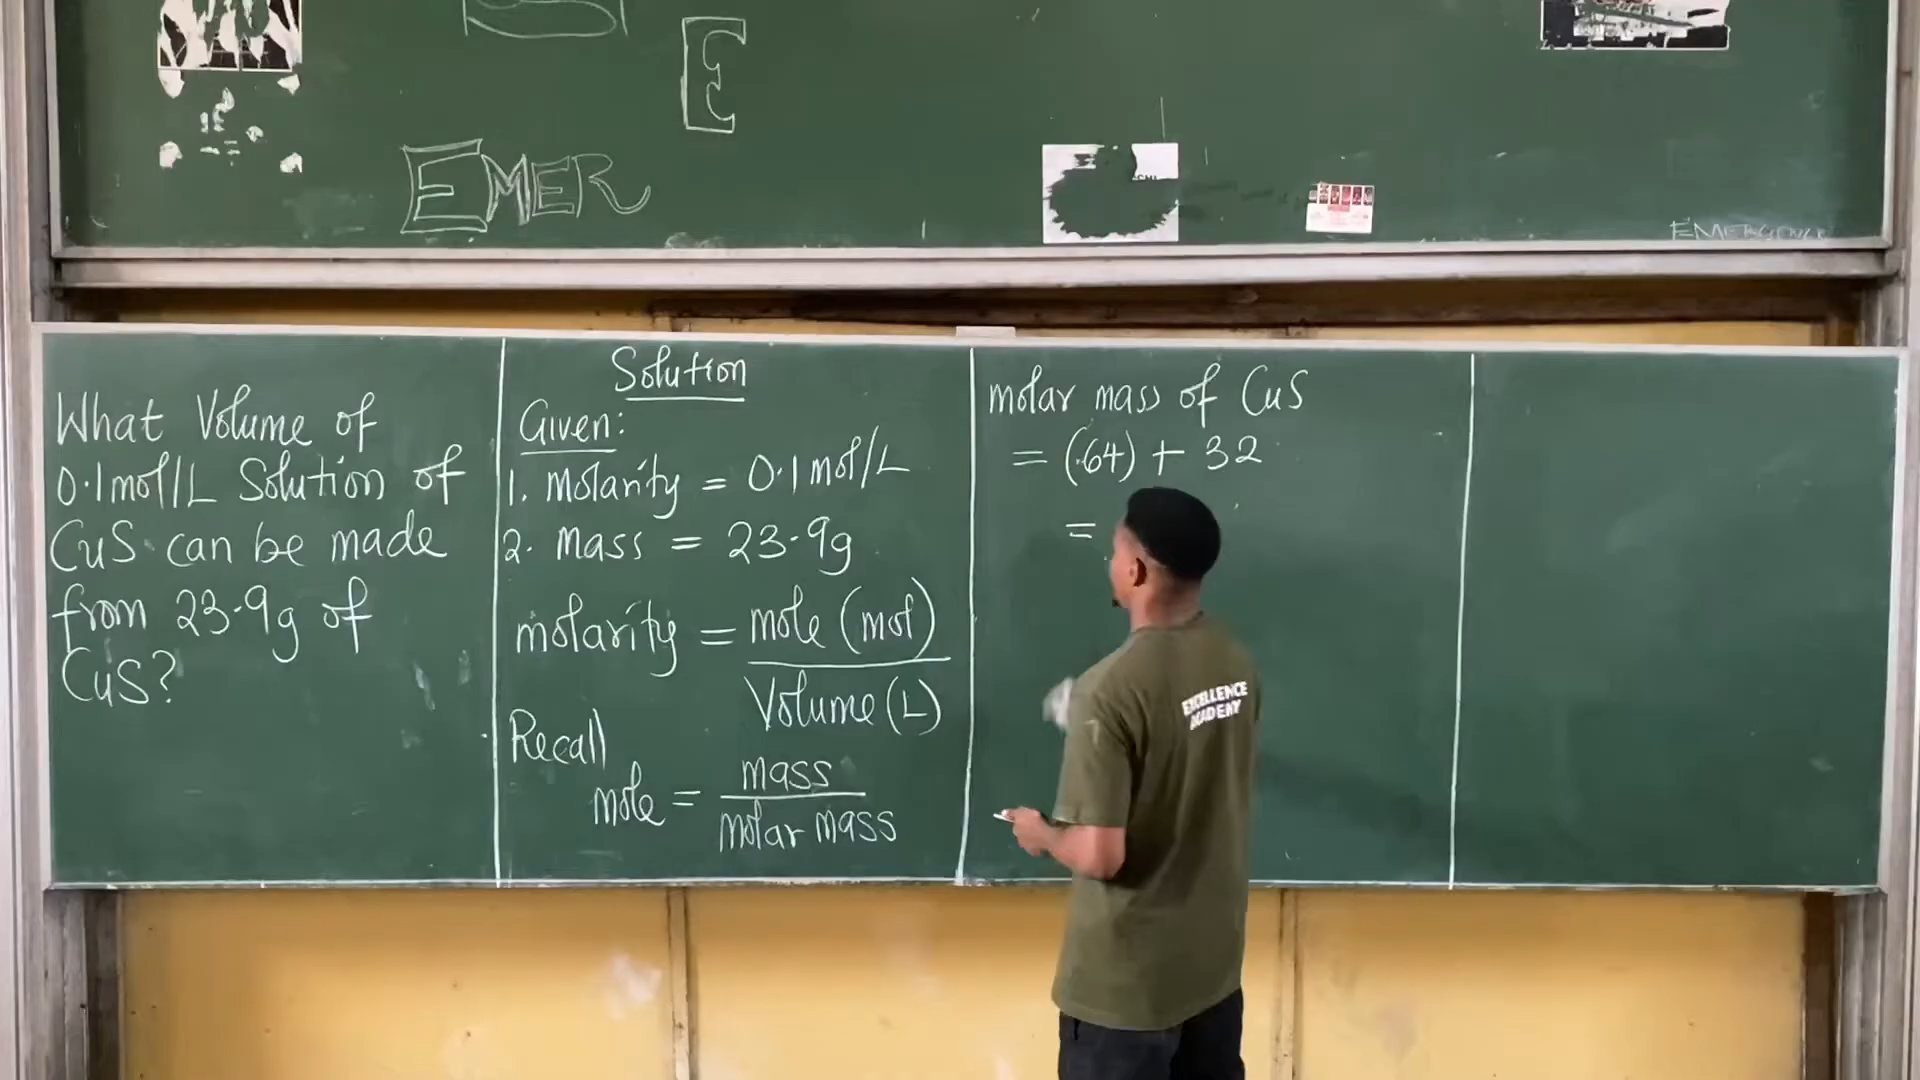 E
EMER
EMERGENCE
What Volume of
0.1mol/L Solution of
CuS can be made
from 23.9g of
CuS?
Solution
Given:
1. Molarity = 0.1mol/L
2. Mass = 23.9g
molarity = mole (mol)
Volume (L)
Recall
mole = mass
molar mass
molar mass of CuS
= (64) + 32
=
EXCELLENCE
ACADEMY